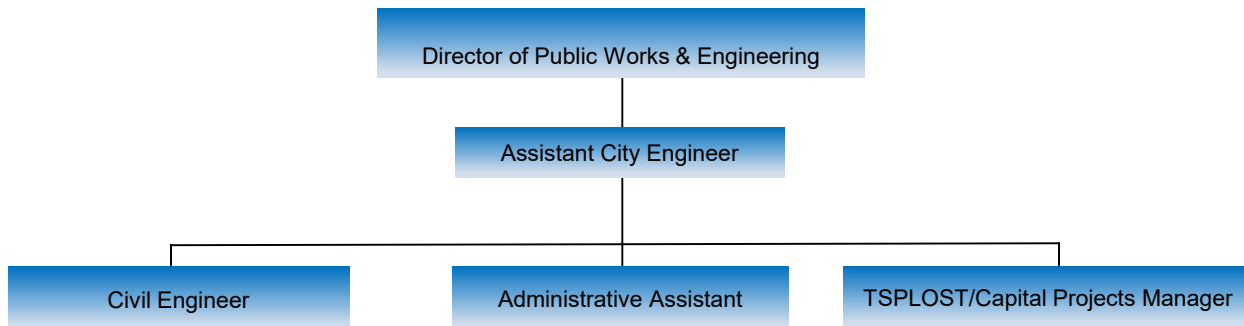 Director of Public Works & Engineering
Assistant City Engineer
Civil Engineer
Administrative Assistant
TSPLOST/Capital Projects Manager